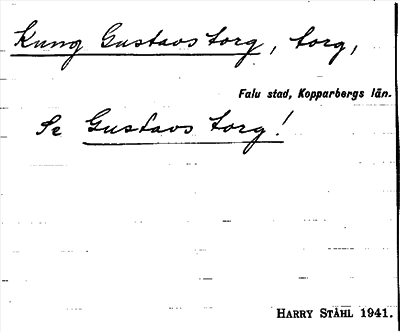 Kung Gustavs torg, torg,
Falu stad, Kopparbergs län.
Se Gustavs torg!
HARRY STÅHL 1941.